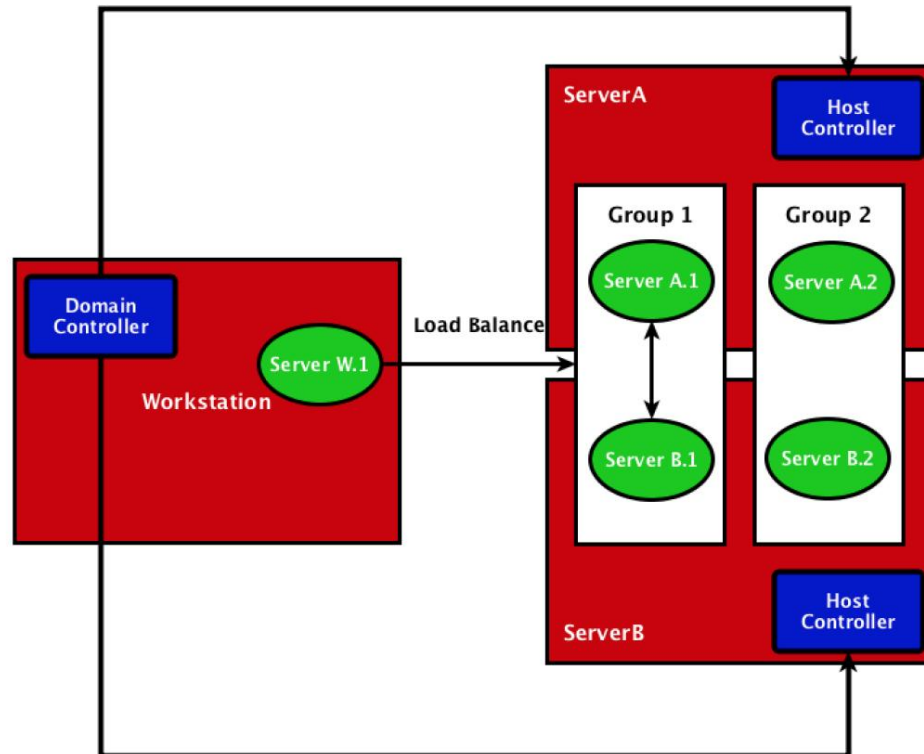 ServerA
Host
Controller
Group 1
Group 2
Server A.1
Server A.2
Domain
Controller
Load Balance
Server W.1
Workstation
Server B.1
Server B.2
Host
Controller
ServerB